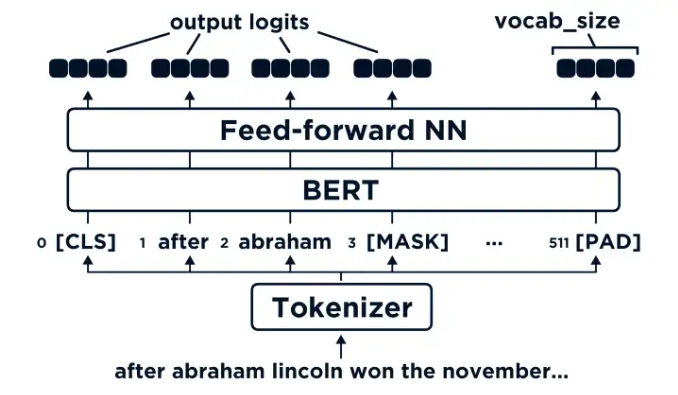 output logits
vocab_size
Feed-forward NN
BERT
0 [CLS] 1 after 2 abraham 3 [MASK] ... 511 [PAD]
Tokenizer
after abraham lincoln won the november...